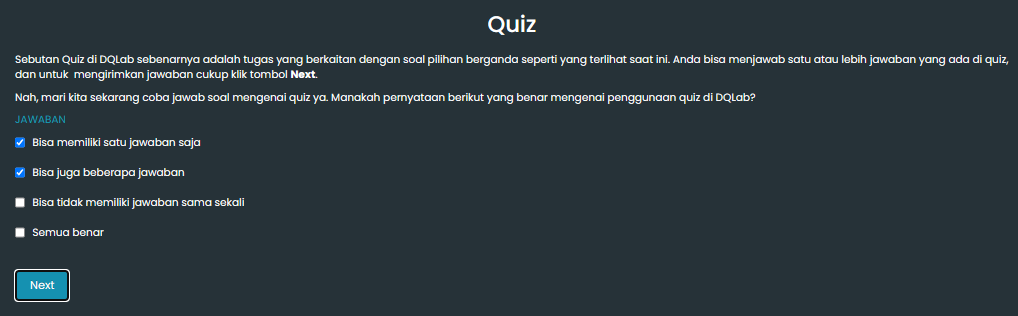 Quiz
Sebutan Quiz di DQLab sebenarnya adalah tugas yang berkaitan dengan soal pilihan berganda seperti yang terlihat saat ini. Anda bisa menjawab satu atau lebih jawaban yang ada di quiz,
dan untuk mengirimkan jawaban cukup klik tombol Next.
Nah, mari kita sekarang coba jawab soal mengenai quiz ya. Manakah pernyataan berikut yang benar mengenai penggunaan quiz di DQLab?
JAWABAN
Bisa memiliki satu jawaban saja
Bisa juga beberapa jawaban
Bisa tidak memiliki jawaban sama sekali
Semua benar
Next